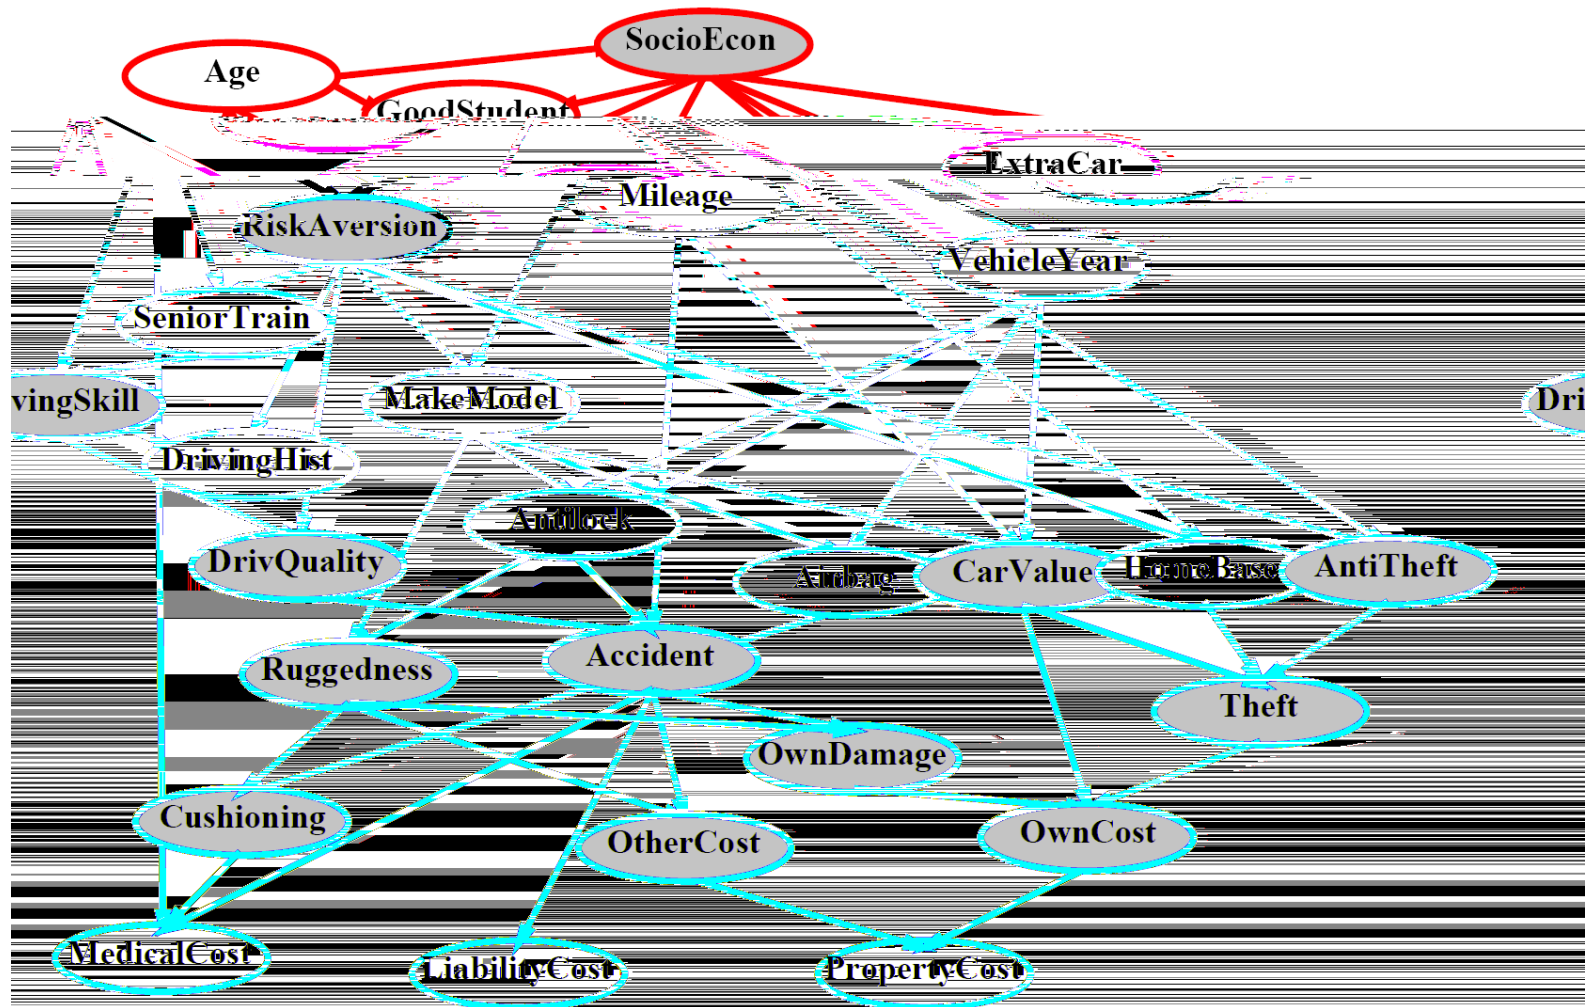 SocioEcon
Age
GoodStudent
ExtraCar
Mileage
RiskAversion
VehicleYear
SeniorTrain
vingSkill
MakeModel
Dri
DrivingHist
Antilock
DrivQuality
Airbag
CarValue
HomeBase
AntiTheft
Ruggedness
Accident
Theft
OwnDamage
Cushioning
OtherCost
OwnCost
MedicalCost
LiabilityCost
PropertyCost